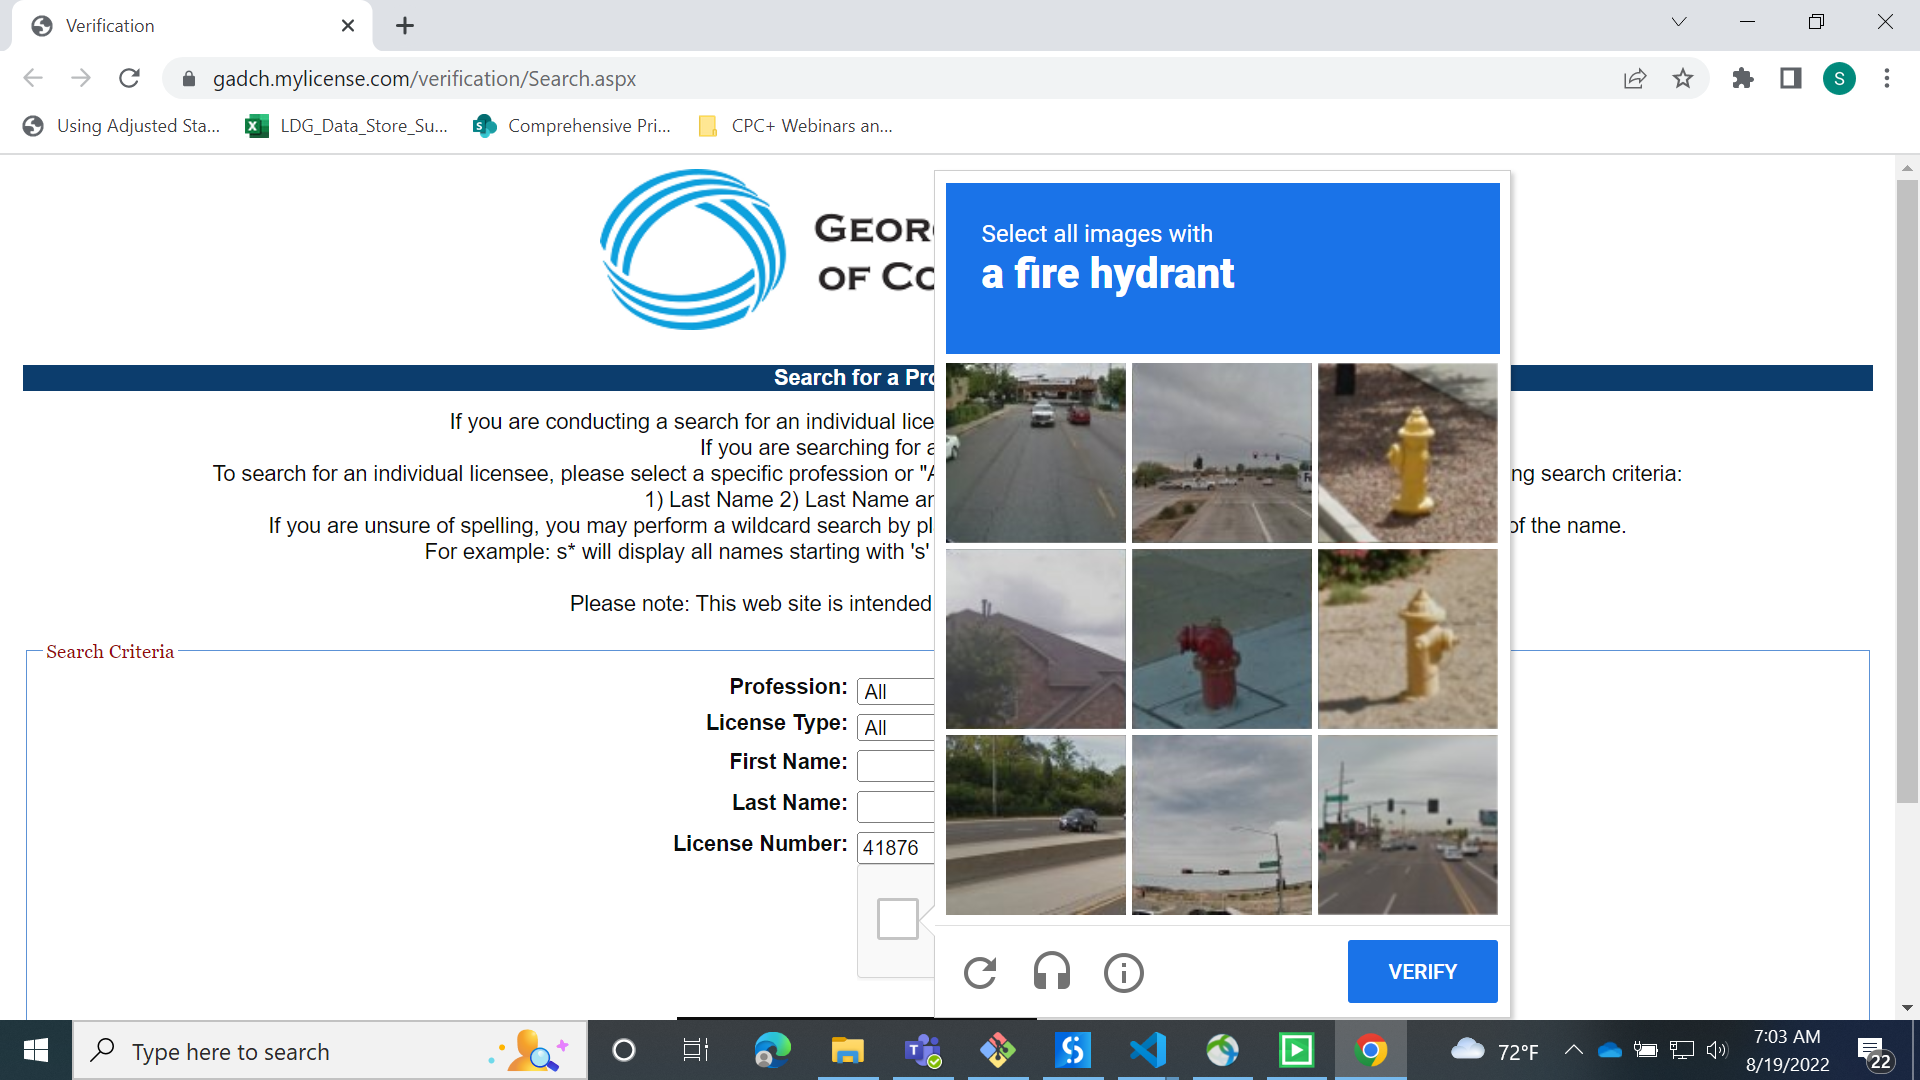 Verification
gadch.mylicense.com/verification/Search.aspx
S
Using Adjusted Sta...
LDG_Data_Store_Su...
Comprehensive Pri...
CPC+ Webinars an...
GEOR
OF CO
Select all images with
a fire hydrant
Search for a Pro
If you are conducting a search for an individual lice
If you are searching for a
To search for an individual licensee, please select a specific profession or "A
ng search criteria:
1) Last Name 2) Last Name an
If you are unsure of spelling, you may perform a wildcard search by pl
of the name.
For example: s* will display all names starting with 's'
Please note: This web site is intended
Search Criteria
Profession: All
License Type: All
First Name:
Last Name:
License Number: 41876
VERIFY
Type here to search
72°F
7:03 AM
8/19/2022
22